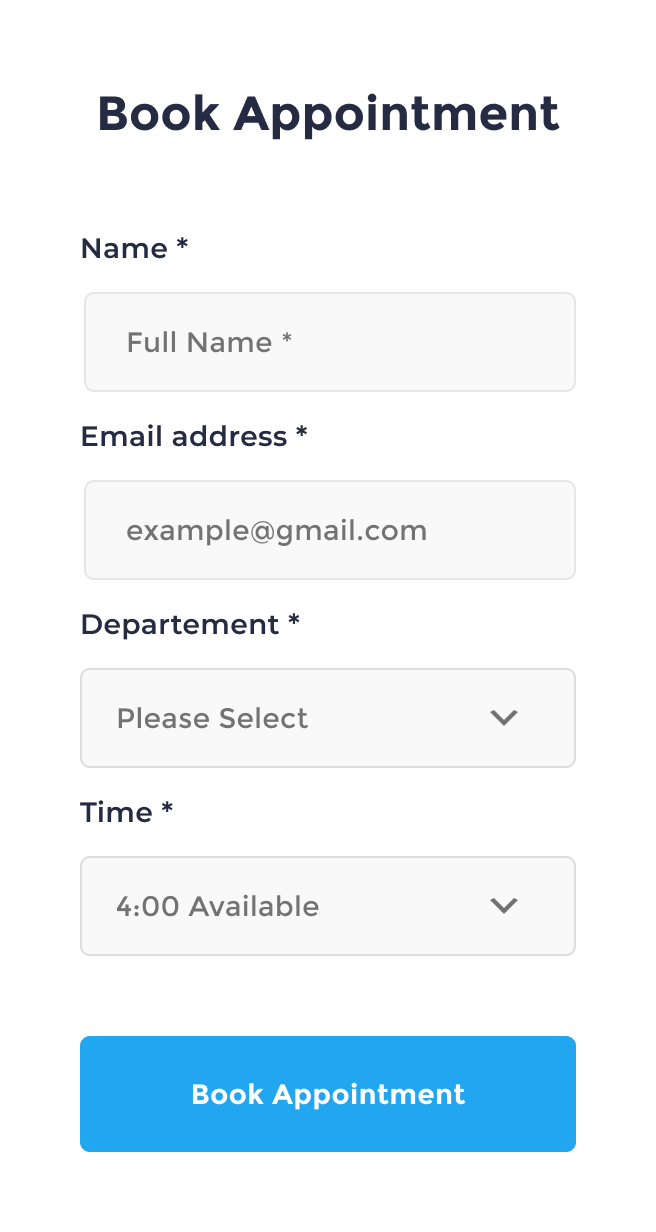 Book Appointment
Name *
Full Name *
Email address *
example@gmail.com
Departement *
Please Select
Time *
4:00 Available
Book Appointment